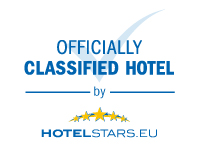 OFFICIALLY
CLASSIFIED HOTEL
by
HOTELSTARS.EU